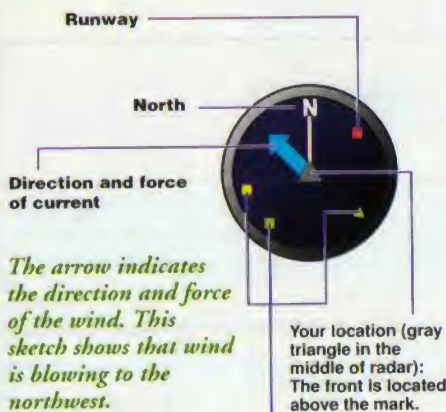 Runway
North
N
Direction and force
of current
The arrow indicates
the direction and force
of the wind. This
sketch shows that wind
is blowing to the
northwest.
Your location (gray
triangle in the
middle of radar):
The front is located
above the mark.